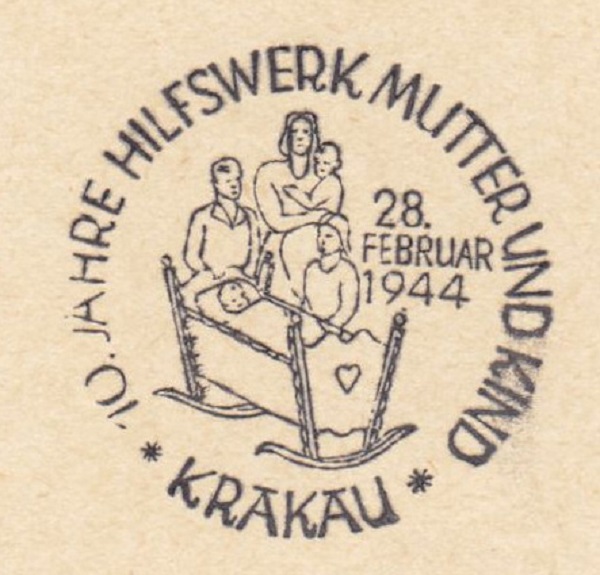 10. JAHRE HILFSWERK MUTTER UND KIND
28.
FEBRUAR
1944
* KRAKAU *